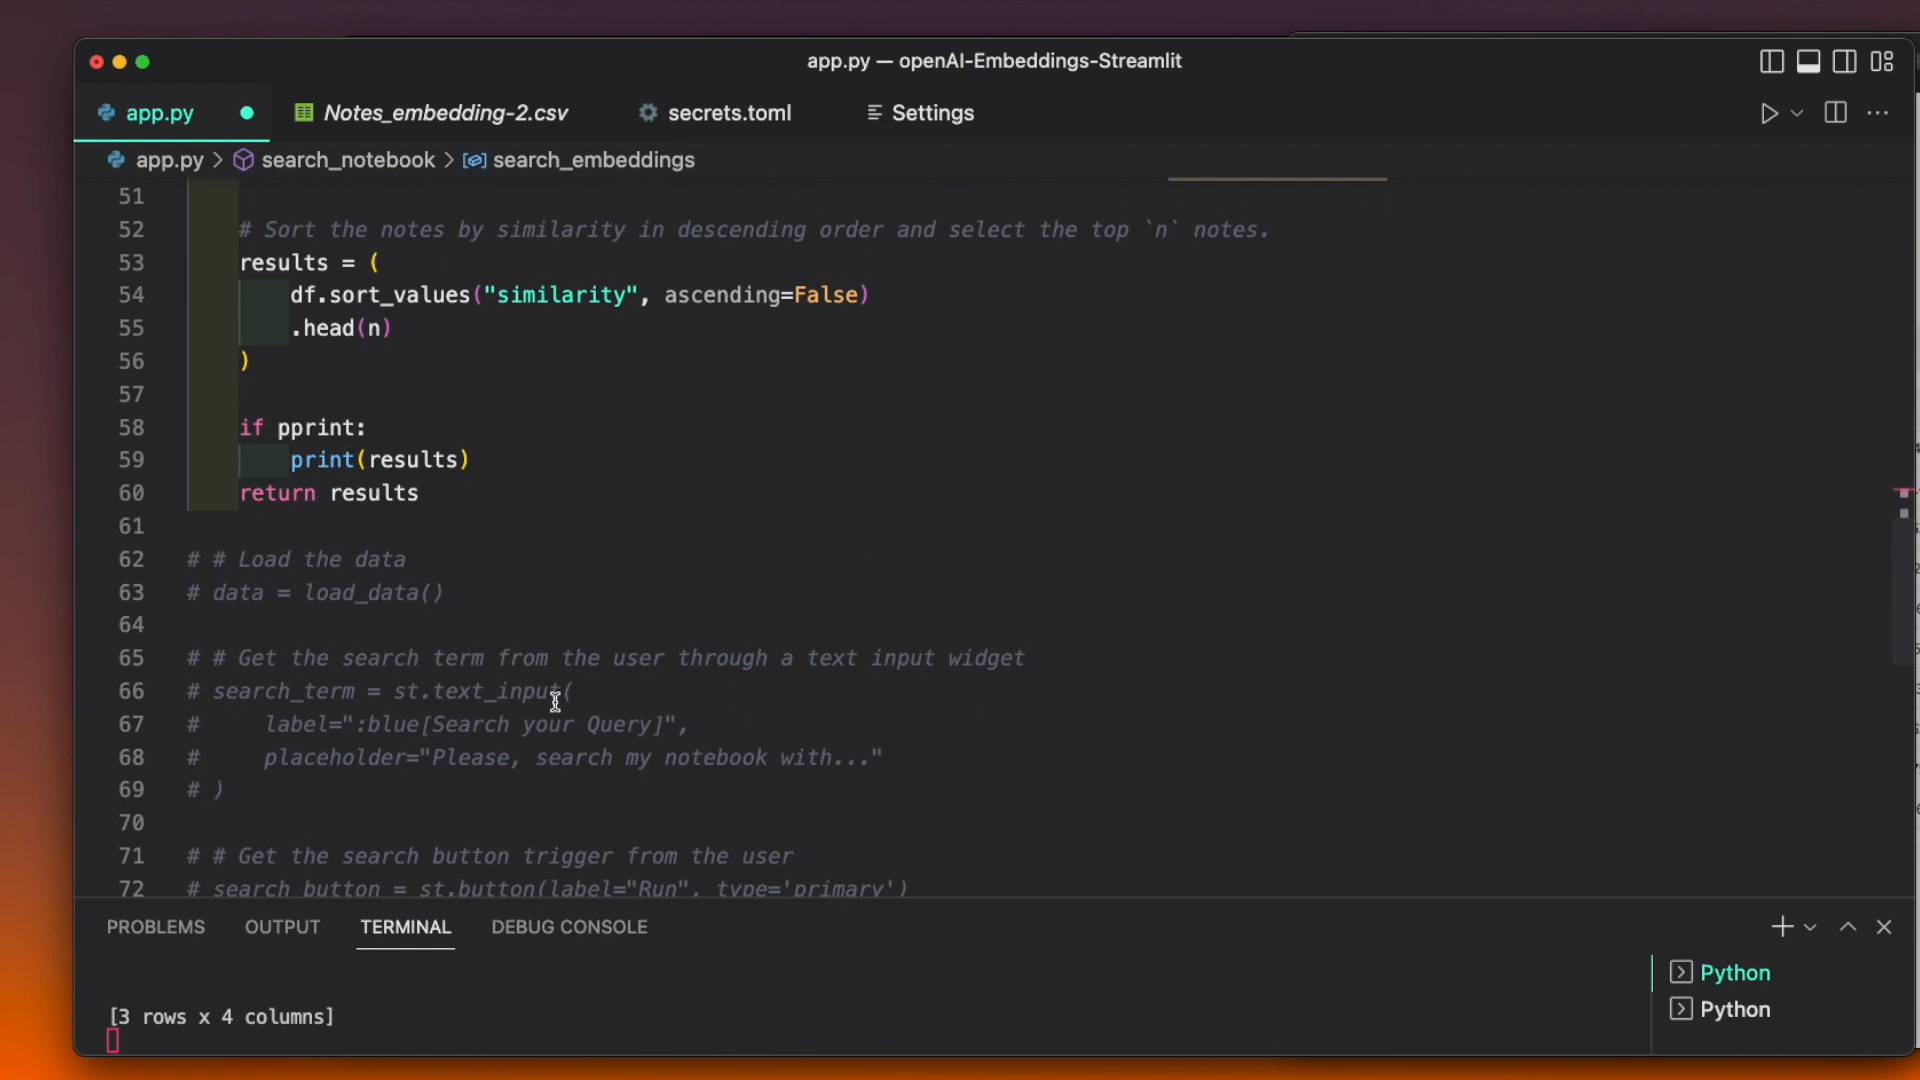 app.py — openAI-Embeddings-Streamlit
app.py Notes_embedding-2.csv secrets.toml Settings
app.py > search_notebook > search_embeddings
51
52 # Sort the notes by similarity in descending order and select the top `n` notes.
53 results = (
54 df.sort_values("similarity", ascending=False)
55 .head(n)
56 )
57
58 if pprint:
59 print(results)
60 return results
61
62 # # Load the data
63 # data = load_data()
64
65 # # Get the search term from the user through a text input widget
66 # search_term = st.text_input(
67 # label=":blue[Search your Query]",
68 # placeholder="Please, search my notebook with..."
69 # )
70
71 # # Get the search button trigger from the user
72 # search_button = st.button(label="Run", type='primary')
PROBLEMS OUTPUT TERMINAL DEBUG CONSOLE
[3 rows x 4 columns]
Python
Python